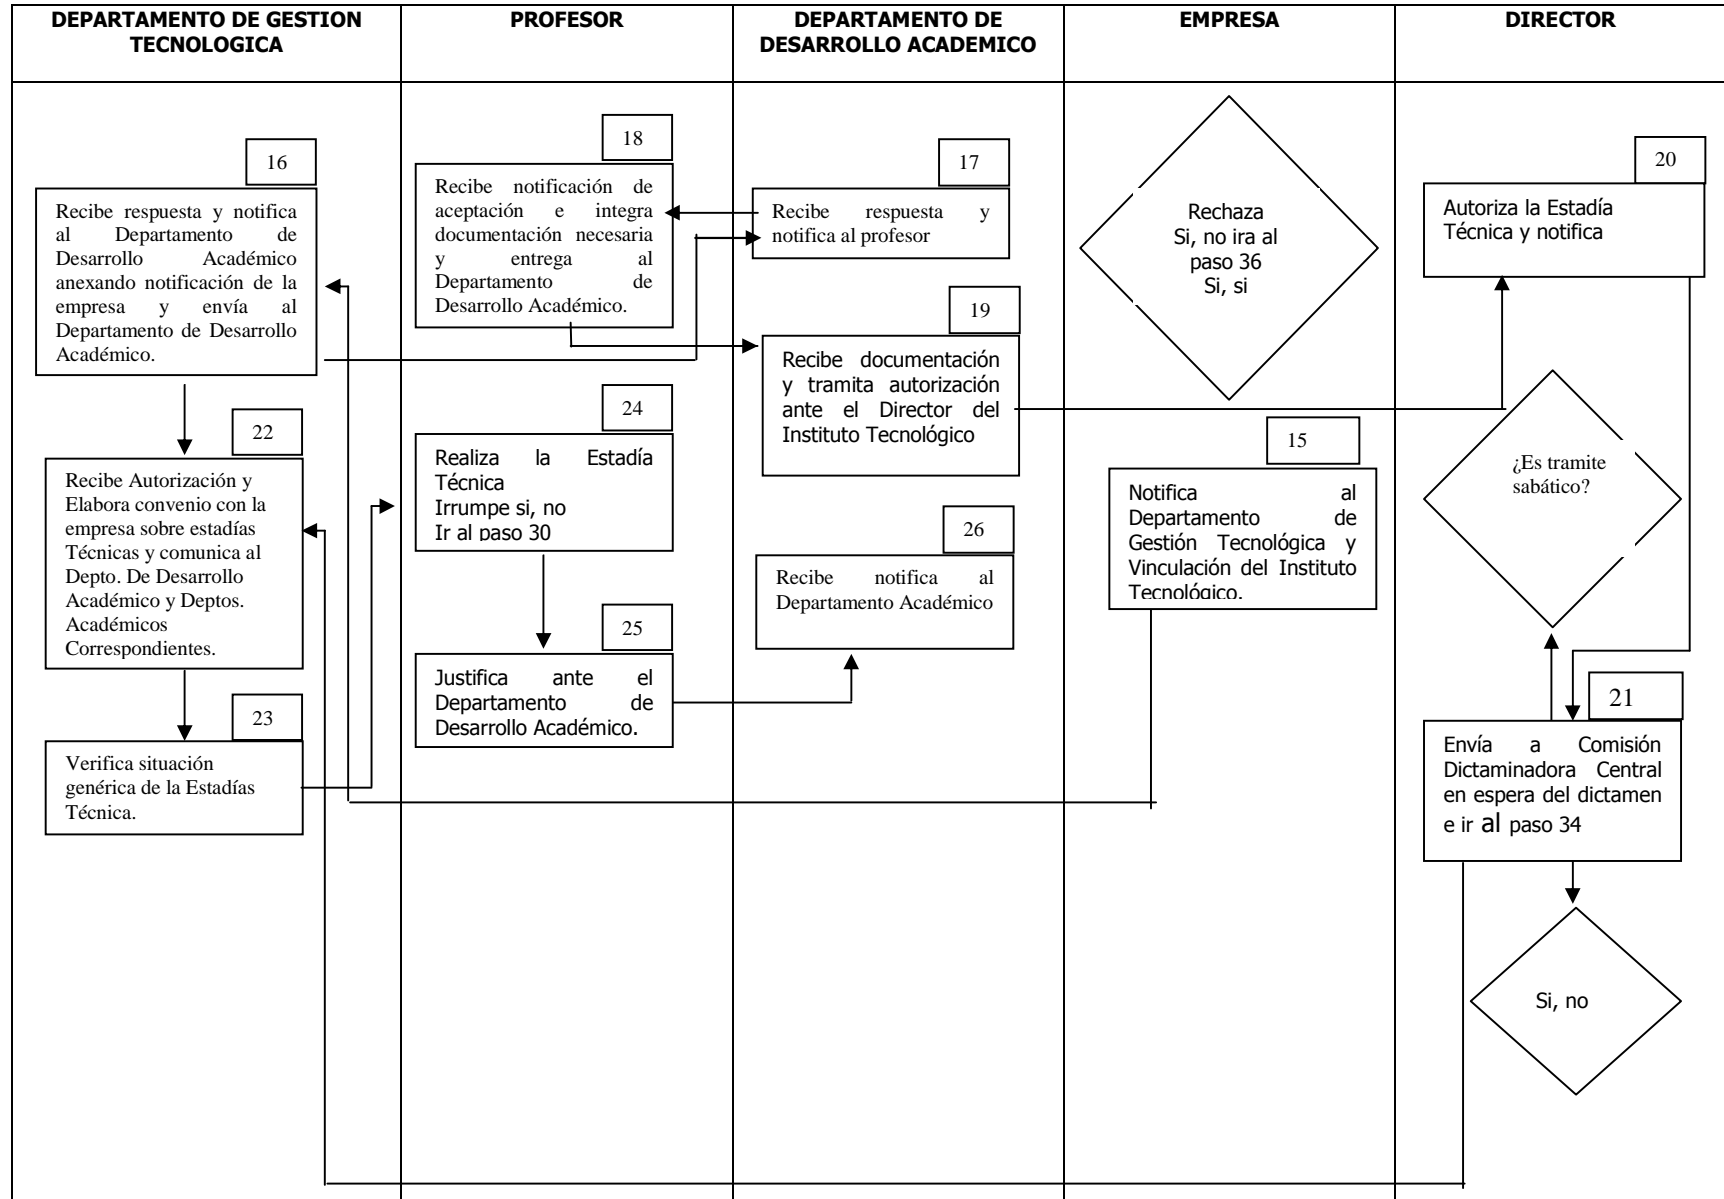 DEPARTAMENTO DE GESTION
TECNOLOGICA
PROFESOR
DEPARTAMENTO DE
DESARROLLO ACADEMICO
EMPRESA
DIRECTOR
16
Recibe respuesta y notifica
al Departamento de
Desarrollo Académico
anexando notificación de la
empresa y envía al
Departamento de Desarrollo
Académico.
22
Recibe Autorización y
Elabora convenio con la
empresa sobre estadías
Técnicas y comunica al
Depto. De Desarrollo
Académico y Deptos.
Académicos
Correspondientes.
23
Verifica situación
genérica de la Estadías
Técnica.
18
Recibe notificación de
aceptación e integra
documentación necesaria
y entrega al
Departamento de
Desarrollo Académico.
24
Realiza la Estadía
Técnica
Irrumpe si, no
Ir al paso 30
25
Justifica ante el
Departamento de
Desarrollo Académico.
17
Recibe respuesta y
notifica al profesor
19
Recibe documentación
y tramita autorización
ante el Director del
Instituto Tecnológico
26
Recibe notifica al
Departamento Académico
Rechaza
Si, no ira al
paso 36
Si, si
15
Notifica al
Departamento de
Gestión Tecnológica y
Vinculación del Instituto
Tecnológico.
20
Autoriza la Estadía
Técnica y notifica
¿Es tramite
sabático?
21
Envía a Comisión
Dictaminadora Central
en espera del dictamen
e ir al paso 34
Si, no